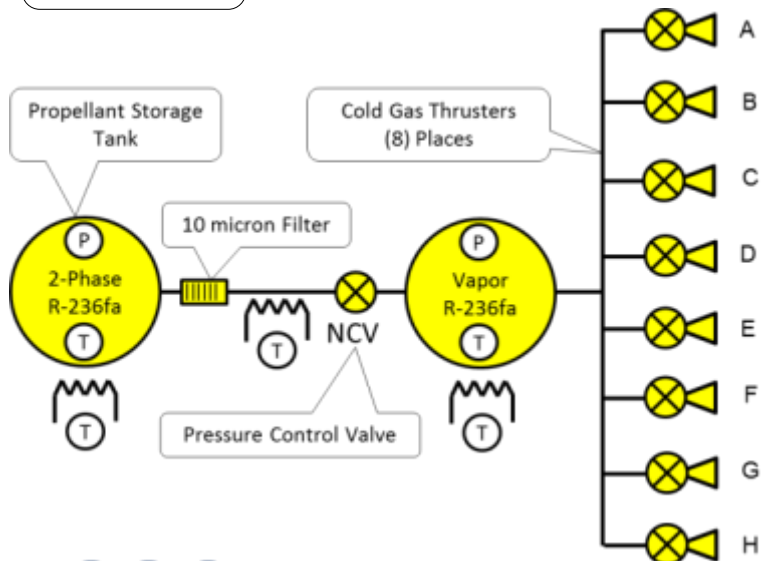 A
B
C
D
E
F
G
H
Propellant Storage
Tank
Cold Gas Thrusters
(8) Places
10 micron Filter
P
2-Phase
R-236fa
T
T
T
NCV
Pressure Control Valve
P
Vapor
R-236fa
T
T